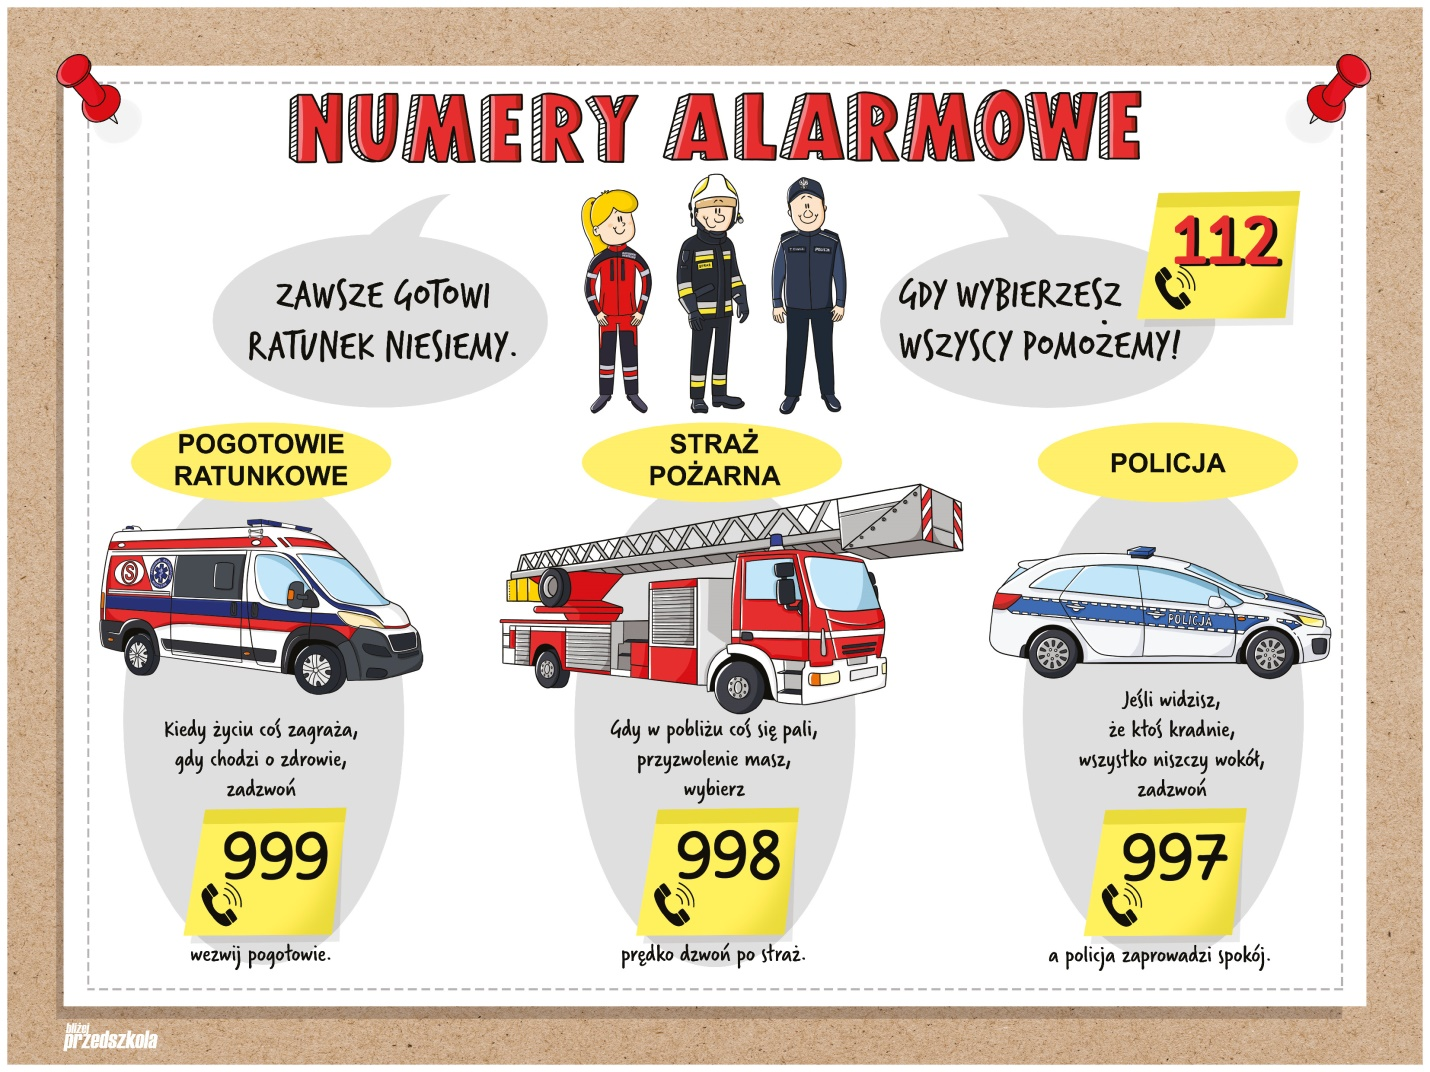 NUMERY ALARMOWE
ZAWSZE GOTOWI
RATUNEK NIESIEMY.
GDY WYBIERZESZ
112
WSZYSCY POMOŻEMY!
POGOTOWIE
RATUNKOWE
Kiedy życiu coś zagraża,
gdy chodzi o zdrowie,
zadzwoń
999
wezwij pogotowie.
STRAŻ
POŻARNA
Gdy w pobliżu coś się pali,
przyzwolenie masz,
wybierz
998
prędko dzwoń po straż.
POLICJA
POLICJA
Jeśli widzisz,
że ktoś kradnie,
wszystko niszczy wokół,
zadzwoń
997
a policja zaprowadzi spokój.
bliżej
przedszkola